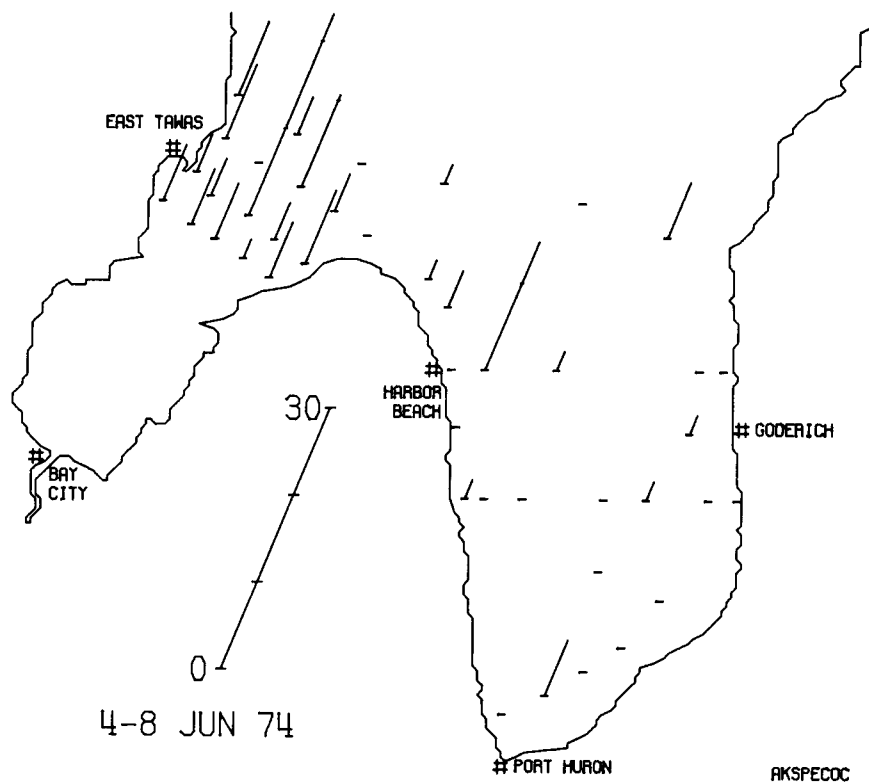 EAST TAWAS
HARBOR
BEACH
30
GODERICH
BAY
CITY
0
4-8 JUN 74
PORT HURON
AKSPECOC